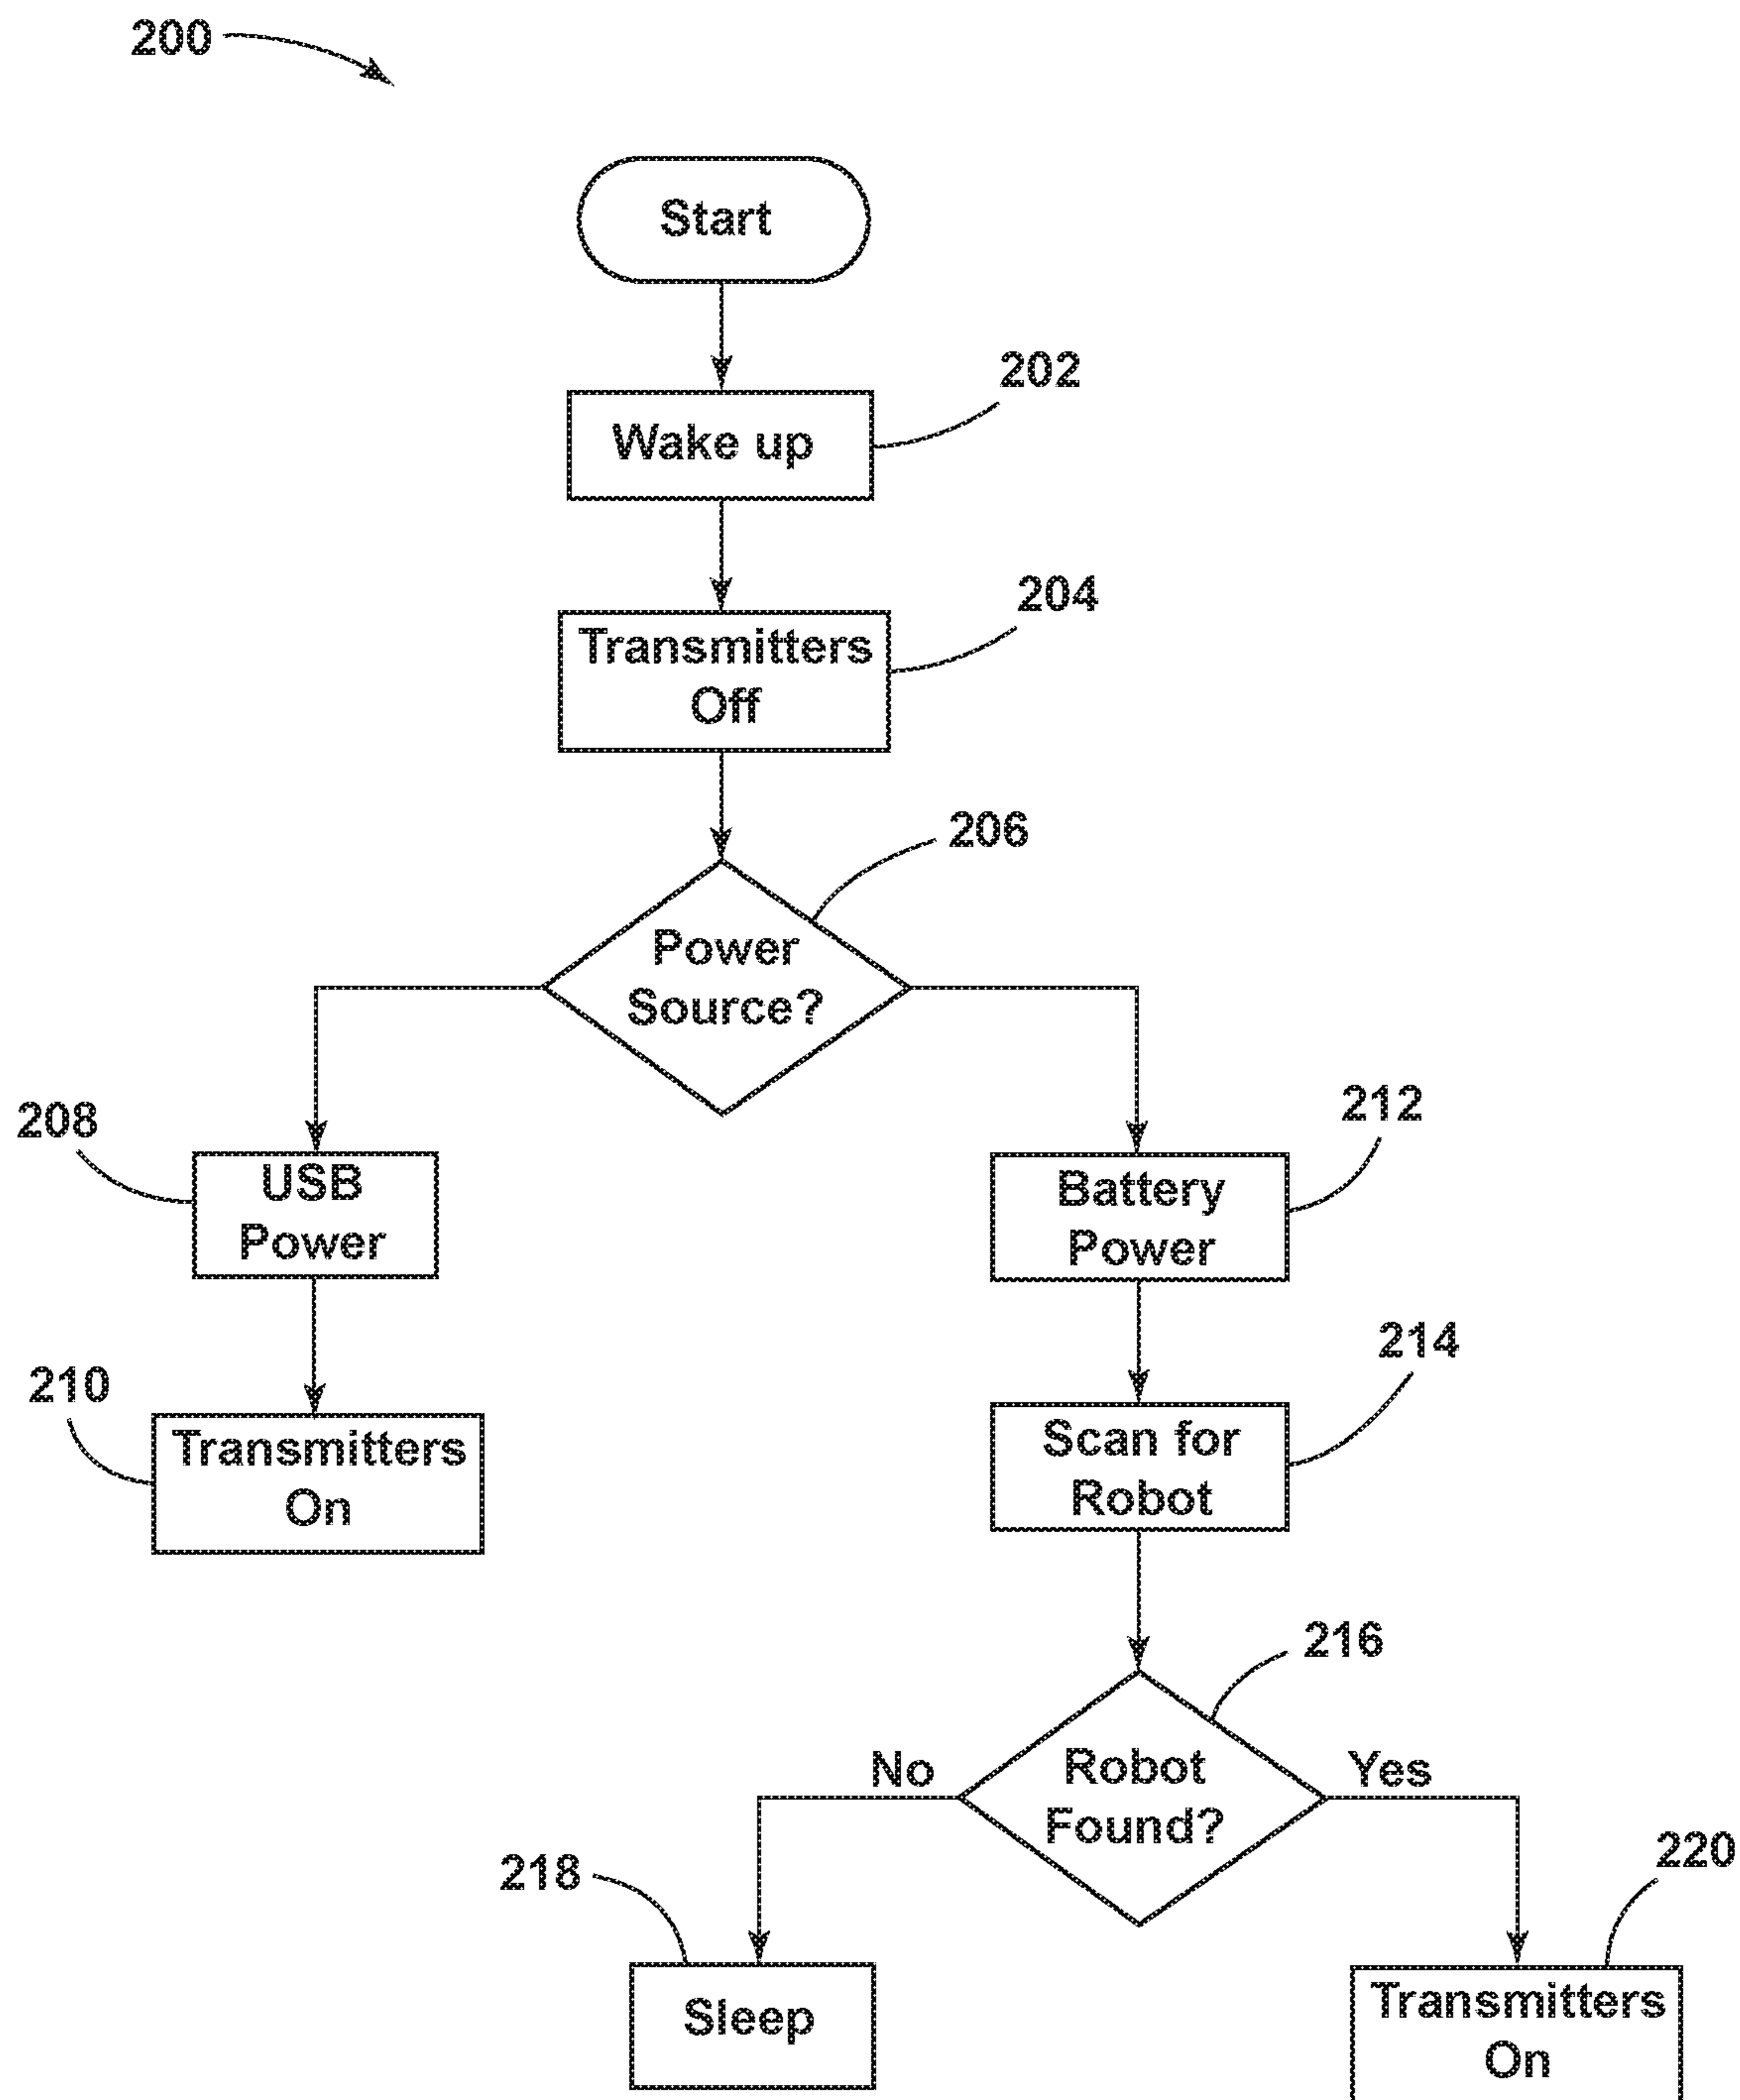 200
Start
202
Wake up
204
Transmitters
Off
206
Power
Source?
208
USB
Power
212
Battery
Power
210
Transmitters
On
214
Scan for
Robot
216
No
Robot
Found?
Yes
218
Sleep
220
Transmitters
On